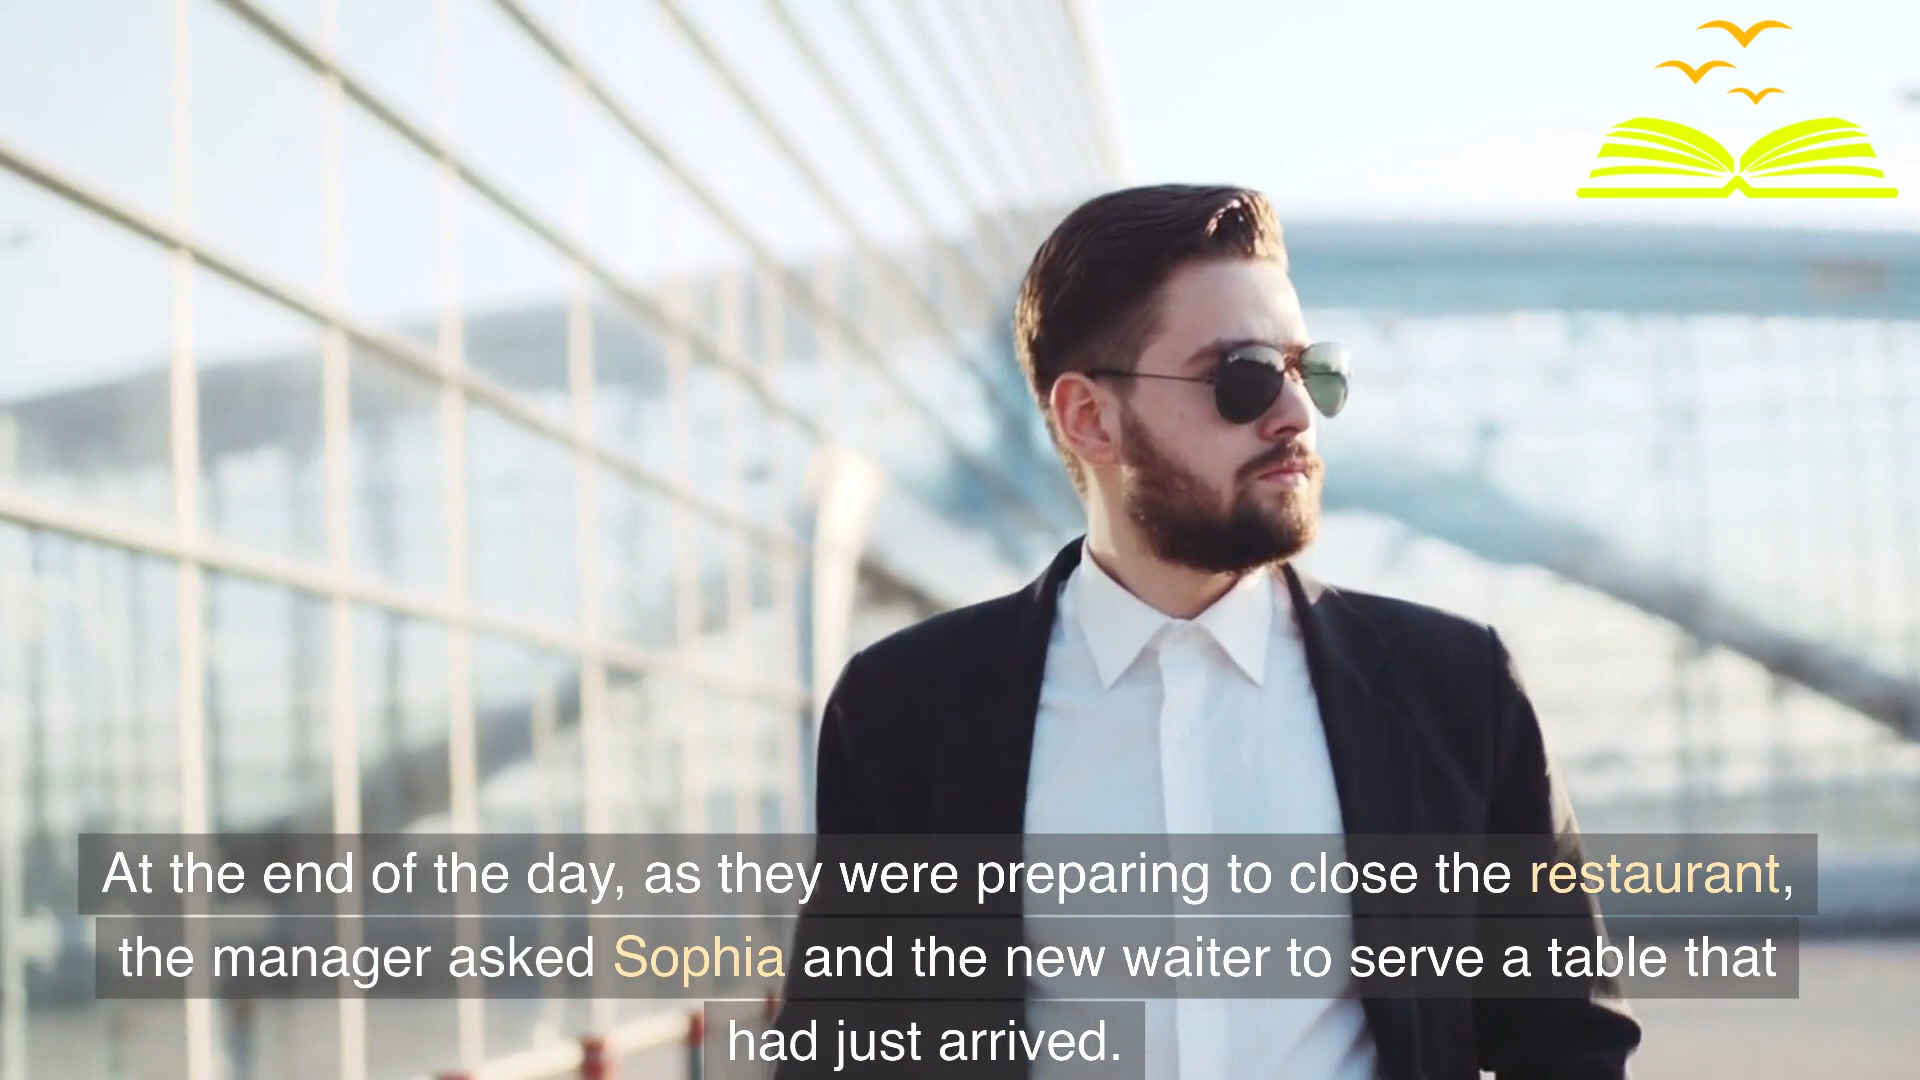 At the end of the day, as they were preparing to close the restaurant,
the manager asked Sophia and the new waiter to serve a table that
had just arrived.